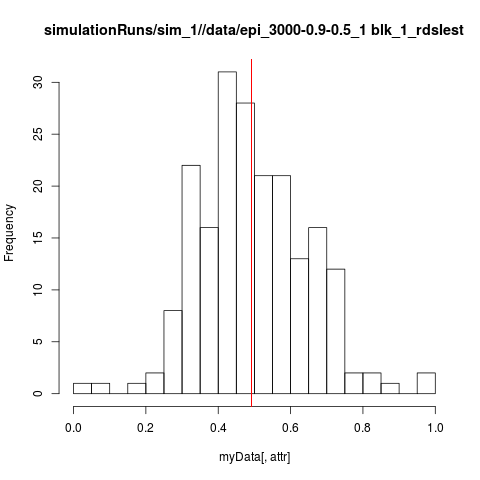 simulationRuns/sim_1//data/epi_3000-0.9-0.5_1 blk_1_rdslest
30
25
20
15
10
5
0
Frequency
0.0 0.2 0.4 0.6 0.8 1.0
myData[, attr]